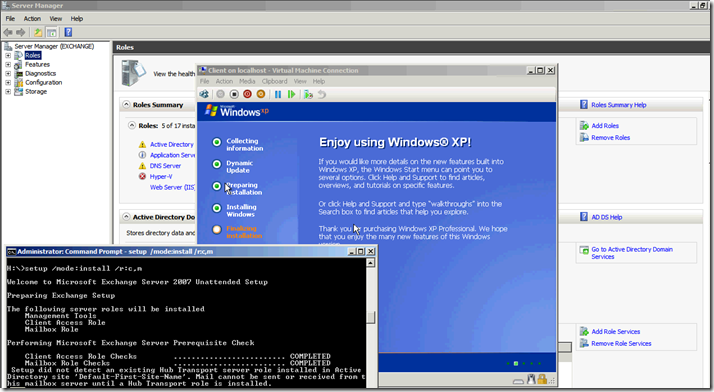 Server Manager
File Action View Help
Server Manager (EXCHANGE)
Roles
Features
Diagnostics
Configuration
Storage
Roles
View the health
Roles Summary
Roles: 5 of 17 insta
Active Directory
Application Serve
DNS Server
Hyper-V
Web Server (IIS)
Active Directory Do
Stores directory data and
Roles Summary Help
Add Roles
Remove Roles
AD DS Help
Go to Active Directory Domain
Services
Add Role Services
Remove Role Services
Client on localhost - Virtual Machine Connection
File Action Media Clipboard View Help
Microsoft
Windows xp
Collecting
information
Dynamic
Update
Preparing
installation
Installing
Windows
Finalizing
installation
Enjoy using Windows® XP!
If you would like more details on the new features built into
Windows XP, the Windows Start menu can point you to
several options. Click Help and Support to find articles,
overviews, and tutorials on specific features.
Or click Help and Support and type "walkthroughs" into the
Search box to find articles that help you explore.
Thank you for purchasing Windows XP Professional. We hope
that you enjoy the many new features of this Windows
Administrator: Command Prompt - setup /mode:install /r:c,m
H:\>setup /mode:install /r:c,m
Welcome to Microsoft Exchange Server 2007 Unattended Setup
Preparing Exchange Setup
The following server roles will be installed
Management Tools
Client Access Role
Mailbox Role
Performing Microsoft Exchange Server Prerequisite Check
Client Access Role Checks ......................... COMPLETED
Mailbox Role Checks ......................... COMPLETED
Setup did not detect an existing Hub Transport server role installed in Active
Directory site 'Default-First-Site-Name'. Mail cannot be sent or received from t
his mailbox server until a Hub Transport role is installed.